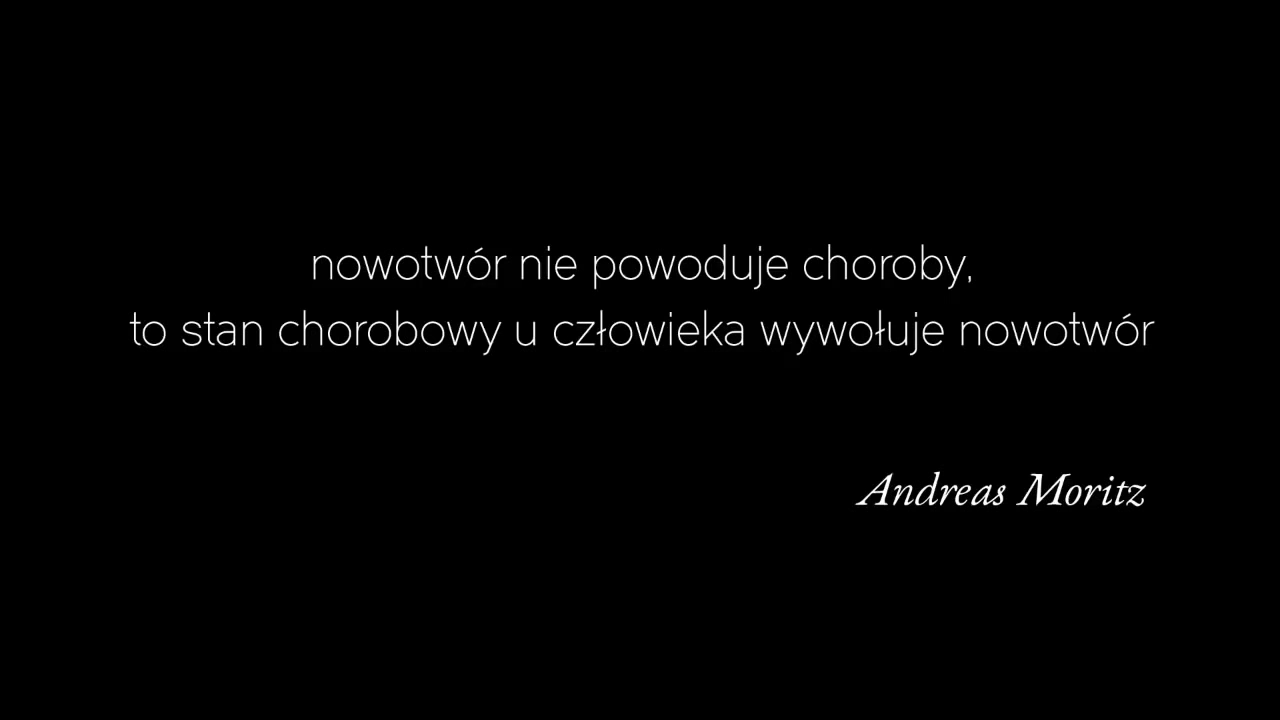 nowotwór nie powoduje choroby,
to stan chorobowy u człowieka wywołuje nowotwór
Andreas Moritz